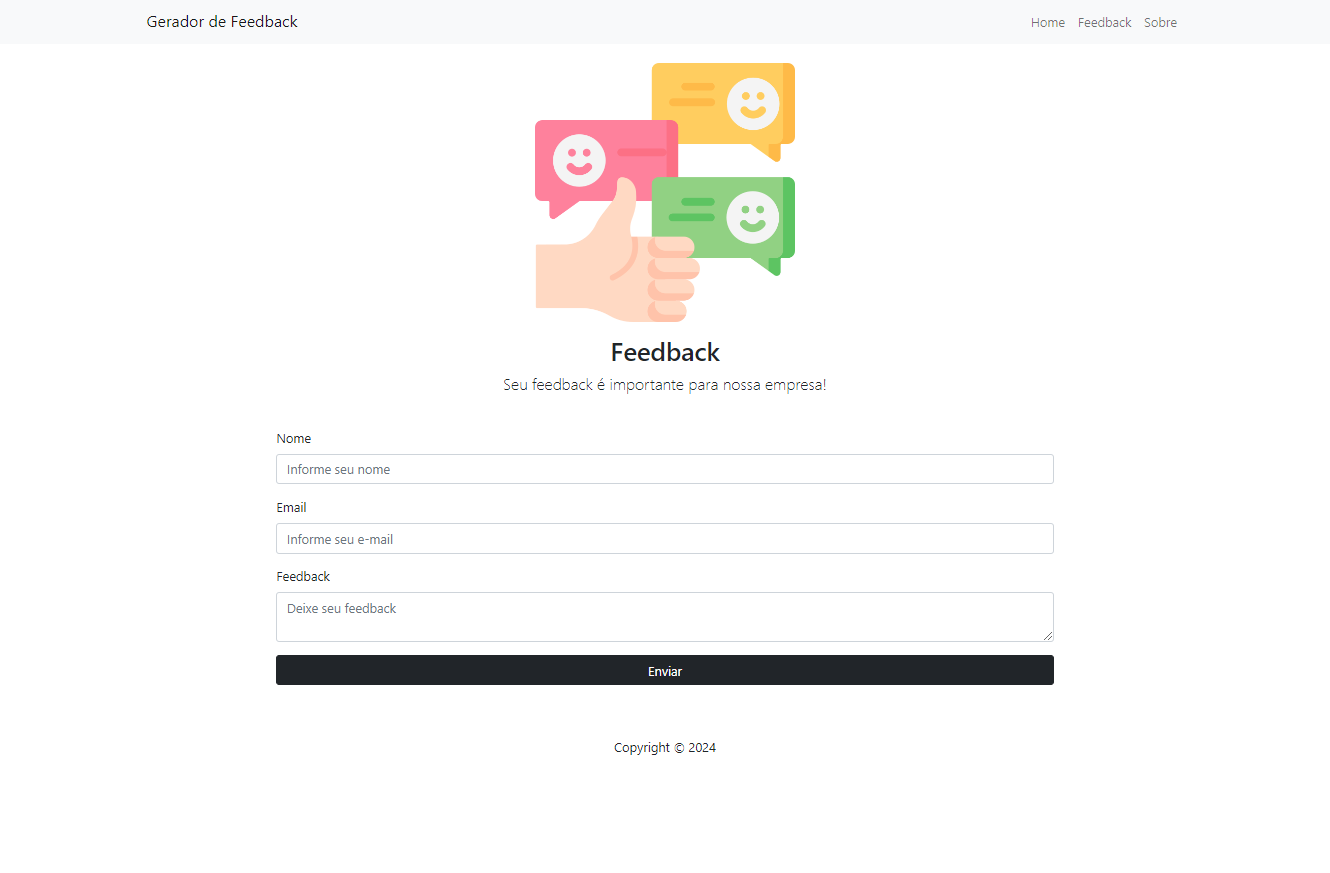 Gerador de Feedback
Home Feedback Sobre
Feedback
Seu feedback é importante para nossa empresa!
Nome
Informe seu nome
Email
Informe seu e-mail
Feedback
Deixe seu feedback
Enviar
Copyright © 2024